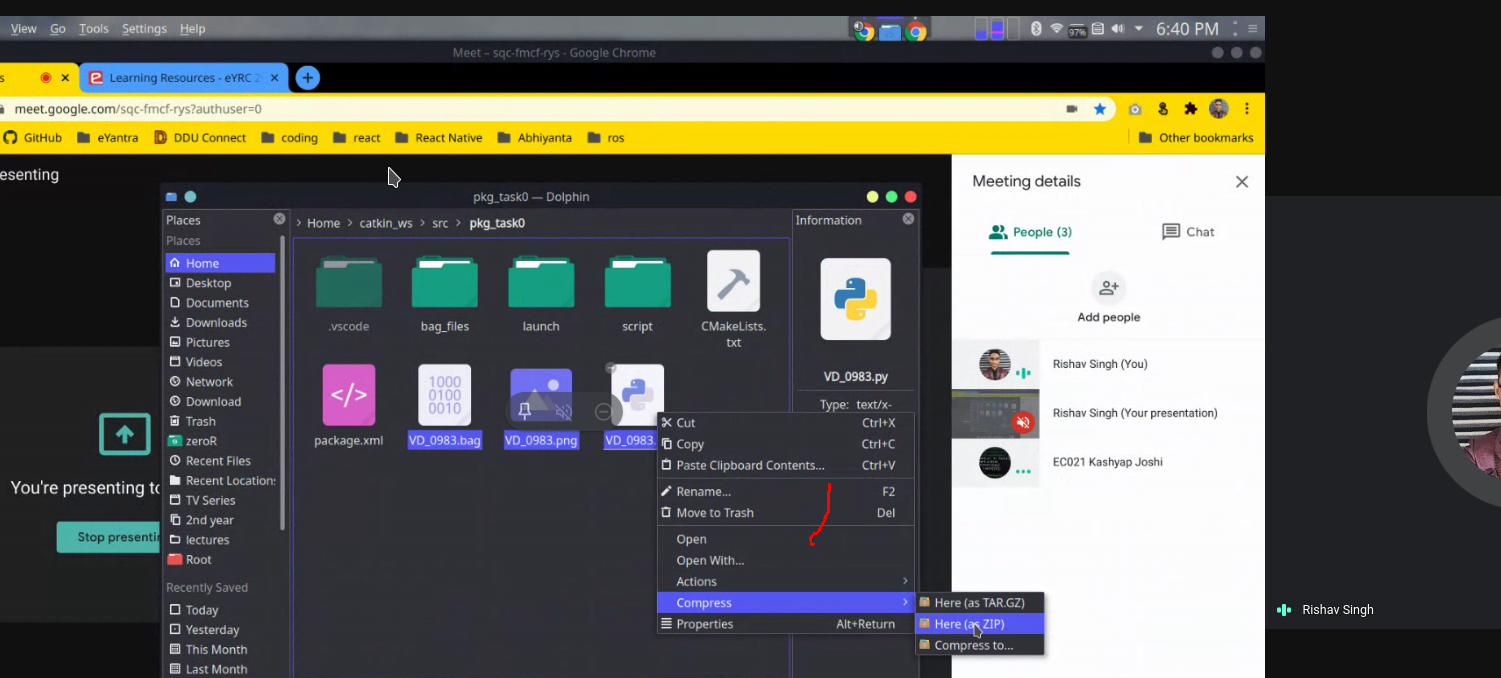 View Go Tools Settings Help
97%
6:40 PM
Meet – sqc-fmcf-rys - Google Chrome
s
Learning Resources - eYRC 2
meet.google.com/sqc-fmcf-rys?authuser=0
GitHub eYantra DDU Connect coding react React Native Abhiyanta ros Other bookmarks
esenting
You're presenting to
Stop presenti
pkg_task0 — Dolphin
Places
Places
Home
Desktop
Documents
Downloads
Pictures
Videos
Network
Download
Trash
zeroR
Recent Files
Recent Locations
TV Series
2nd year
lectures
Root
Recently Saved
Today
Yesterday
This Month
Last Month
> Home > catkin_ws > src > pkg_task0
.vscode
bag_files
launch
script
CMakeLists.
txt
</>
package.xml
1000
0100
0010
VD_0983.bag
VD_0983.png
VD_0983.
Information
VD_0983.py
Type: text/x-
Cut Ctrl+X
Copy Ctrl+C
Paste Clipboard Contents... Ctrl+V
Rename... F2
Move to Trash Del
Open
Open With...
Actions
Compress
Properties Alt+Return
Here (as TAR.GZ)
Here (as ZIP)
Compress to...
Meeting details
People (3)
Chat
Add people
Rishav Singh (You)
Rishav Singh (Your presentation)
EC021 Kashyap Joshi
Rishav Singh